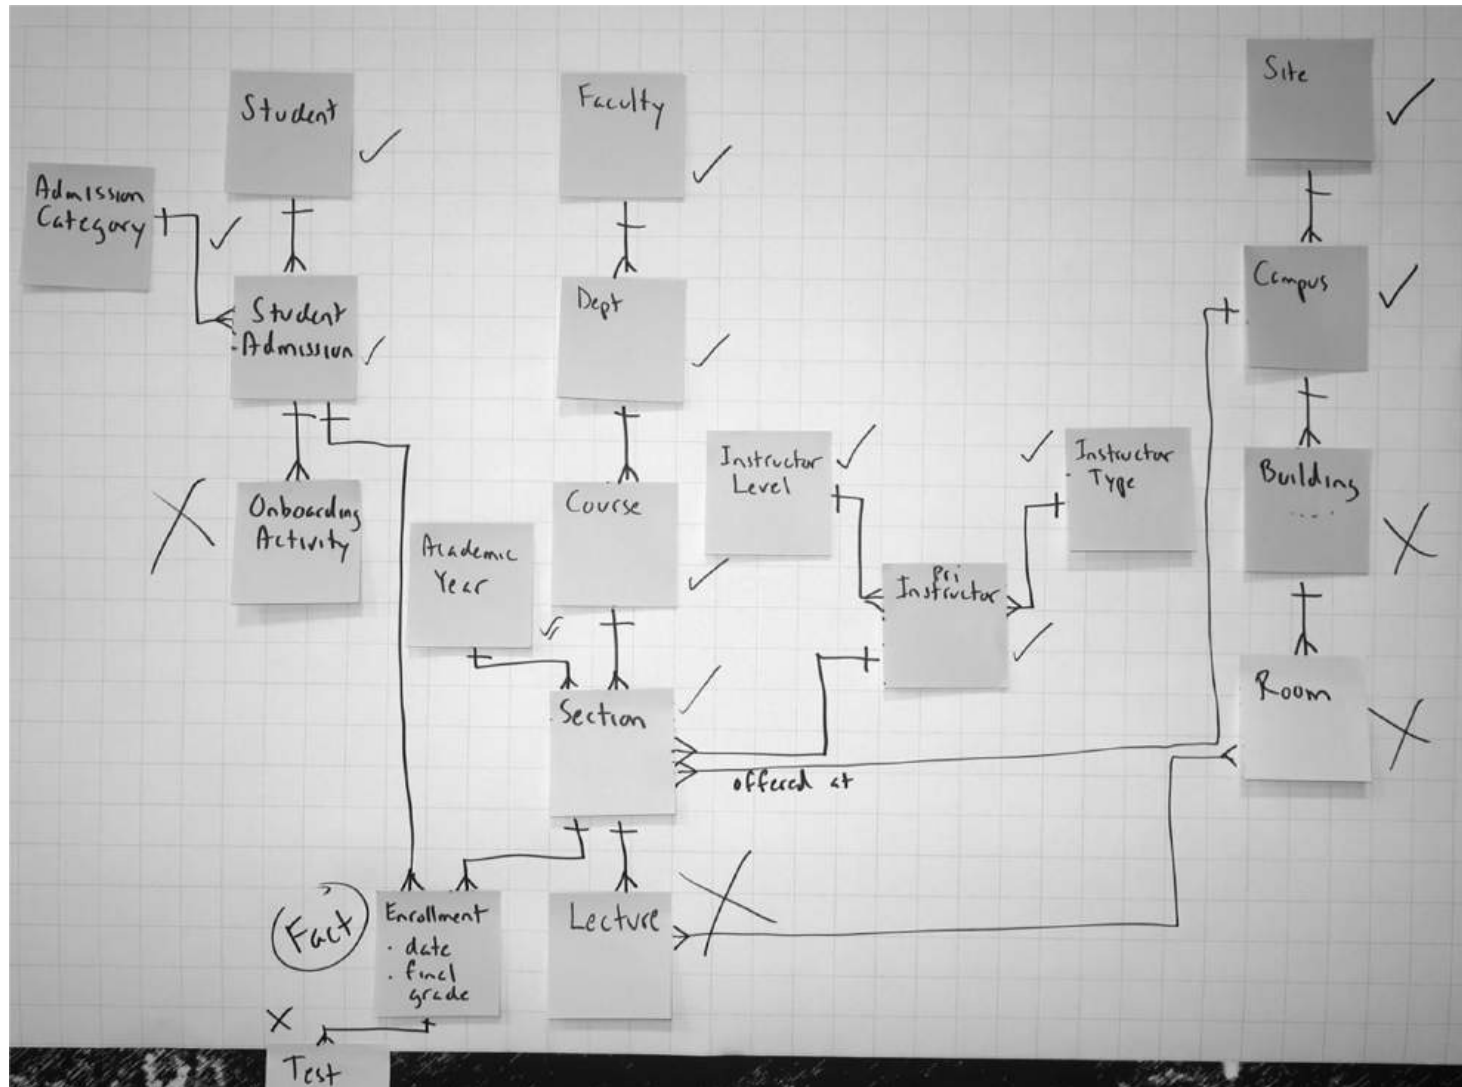 Student
Faculty
Site
Admission
Category
Student
Admission
Dept
Campus
Onboarding
Activity
Academic
Year
Course
Instructor
Level
Instructor
Type
Building
Pri
Instructor
Room
Section
offered at
Fact
Enrollment
· date
· final
grade
Lecture
Test